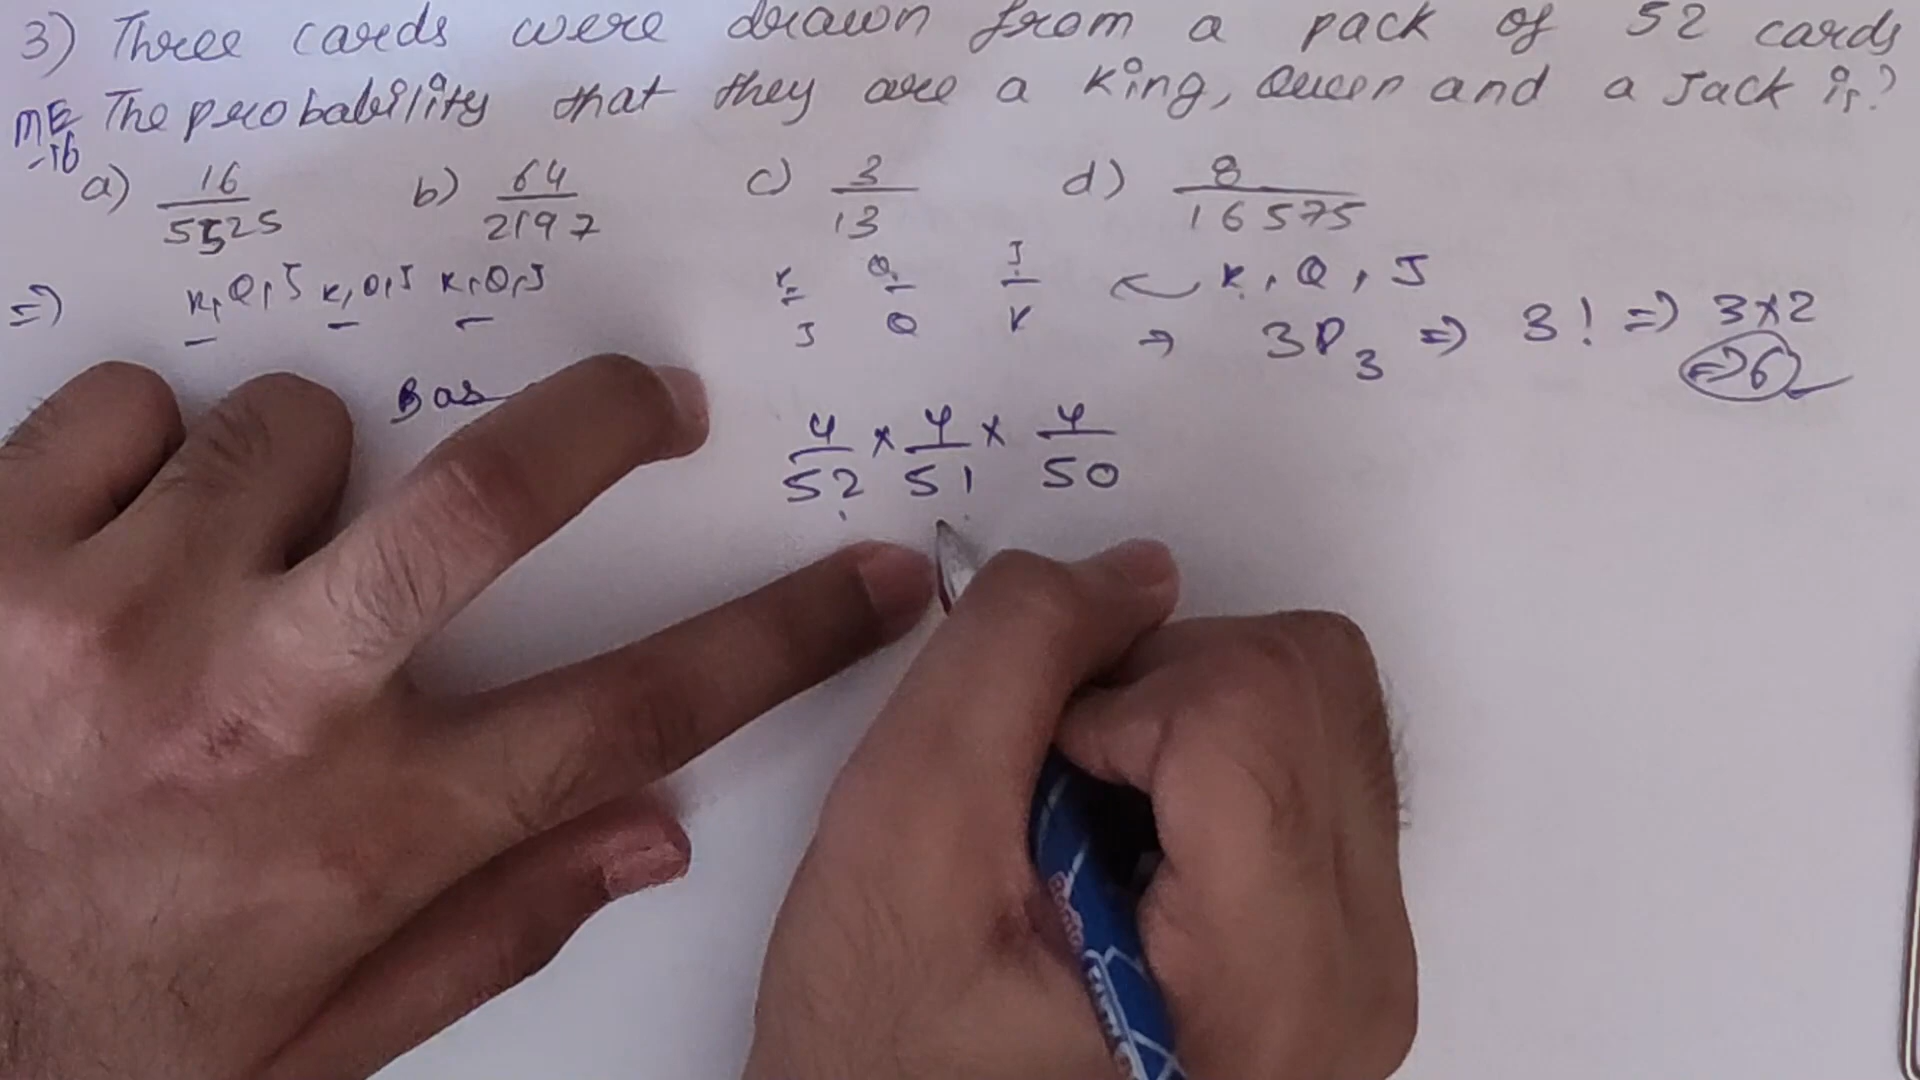 3) Three cards were drawn from a pack of 52 cards
ME-16 The probability that they are a King, Queen and a Jack is?
a) 16/5525 b) 64/2197 c) 3/13 d) 8/16575
=> K, Q, J K, Q, J K, Q, J
K Q J ← K, Q, J
J Q K → 3P3 => 3! => 3×2
=> 6
Bas
4/52 × 4/51 × 4/50